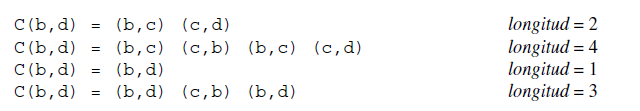 C(b,d) = (b,c) (c,d) longitud = 2
C(b,d) = (b,c) (c,b) (b,c) (c,d) longitud = 4
C(b,d) = (b,d) longitud = 1
C(b,d) = (b,d) (c,b) (b,d) longitud = 3